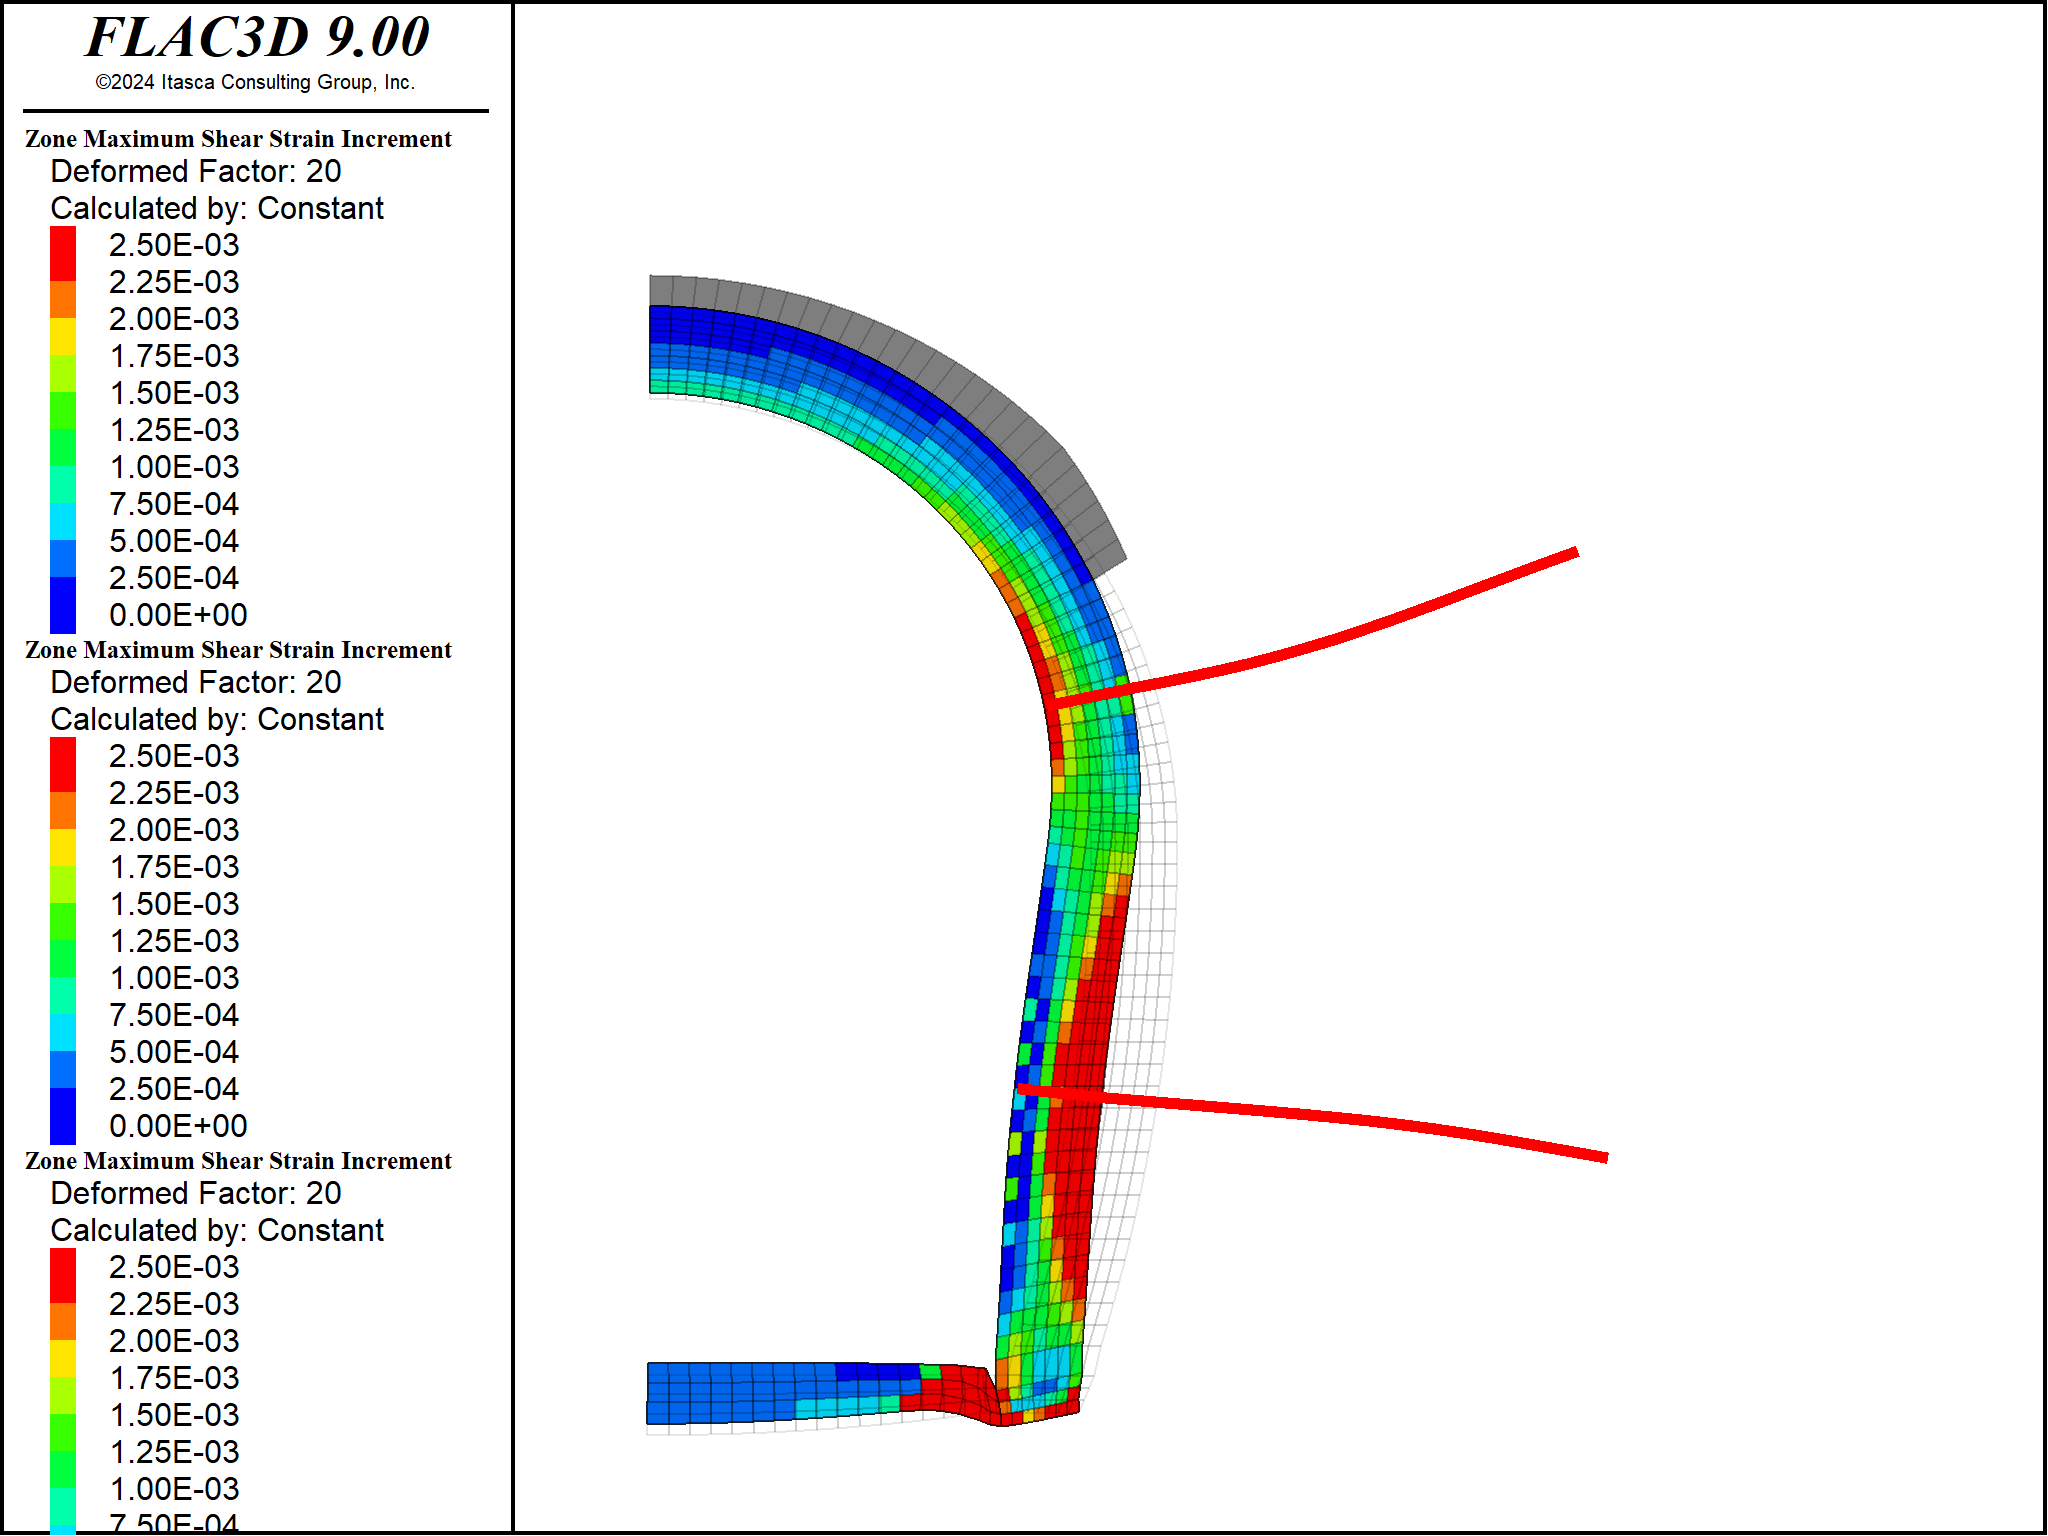 FLAC3D 9.00
©2024 Itasca Consulting Group, Inc.
Zone Maximum Shear Strain Increment
Deformed Factor: 20
Calculated by: Constant
2.50E-03
2.25E-03
2.00E-03
1.75E-03
1.50E-03
1.25E-03
1.00E-03
7.50E-04
5.00E-04
2.50E-04
0.00E+00
Zone Maximum Shear Strain Increment
Deformed Factor: 20
Calculated by: Constant
2.50E-03
2.25E-03
2.00E-03
1.75E-03
1.50E-03
1.25E-03
1.00E-03
7.50E-04
5.00E-04
2.50E-04
0.00E+00
Zone Maximum Shear Strain Increment
Deformed Factor: 20
Calculated by: Constant
2.50E-03
2.25E-03
2.00E-03
1.75E-03
1.50E-03
1.25E-03
1.00E-03
7.50E-04